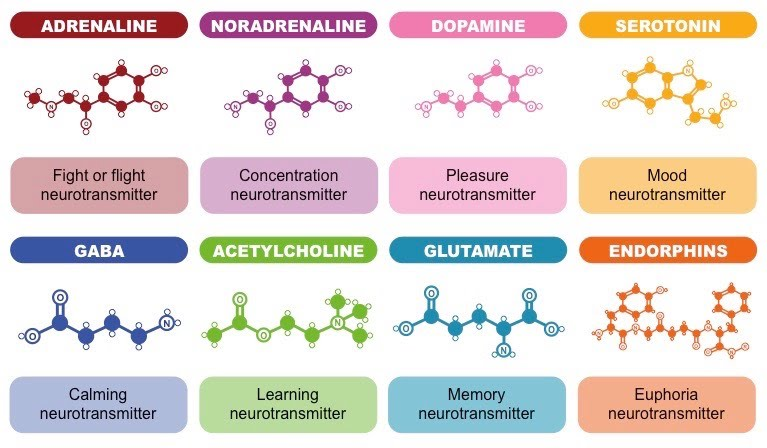 ADRENALINE
NORADRENALINE
DOPAMINE
SEROTONIN
Fight or flight
neurotransmitter
Concentration
neurotransmitter
Pleasure
neurotransmitter
Mood
neurotransmitter
GABA
ACETYLCHOLINE
GLUTAMATE
ENDORPHINS
Calming
neurotransmitter
Learning
neurotransmitter
Memory
neurotransmitter
Euphoria
neurotransmitter